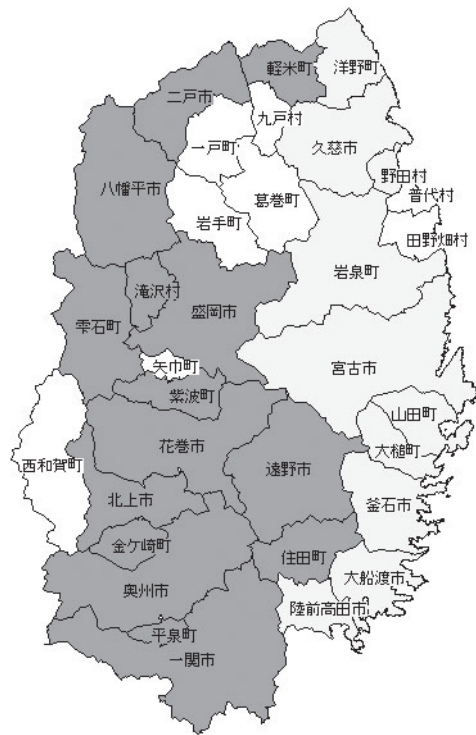 軽米町
洋野町
二戸市
九戸村
一戸町
久慈市
八幡平市
葛巻町
野田村
普代村
岩手町
田野畑村
岩泉町
滝沢村
盛岡市
雫石町
宮古市
矢巾町
紫波町
山田町
花巻市
大槌町
西和賀町
遠野市
北上市
釜石市
金ケ崎町
住田町
大船渡市
奥州市
陸前高田市
平泉町
一関市